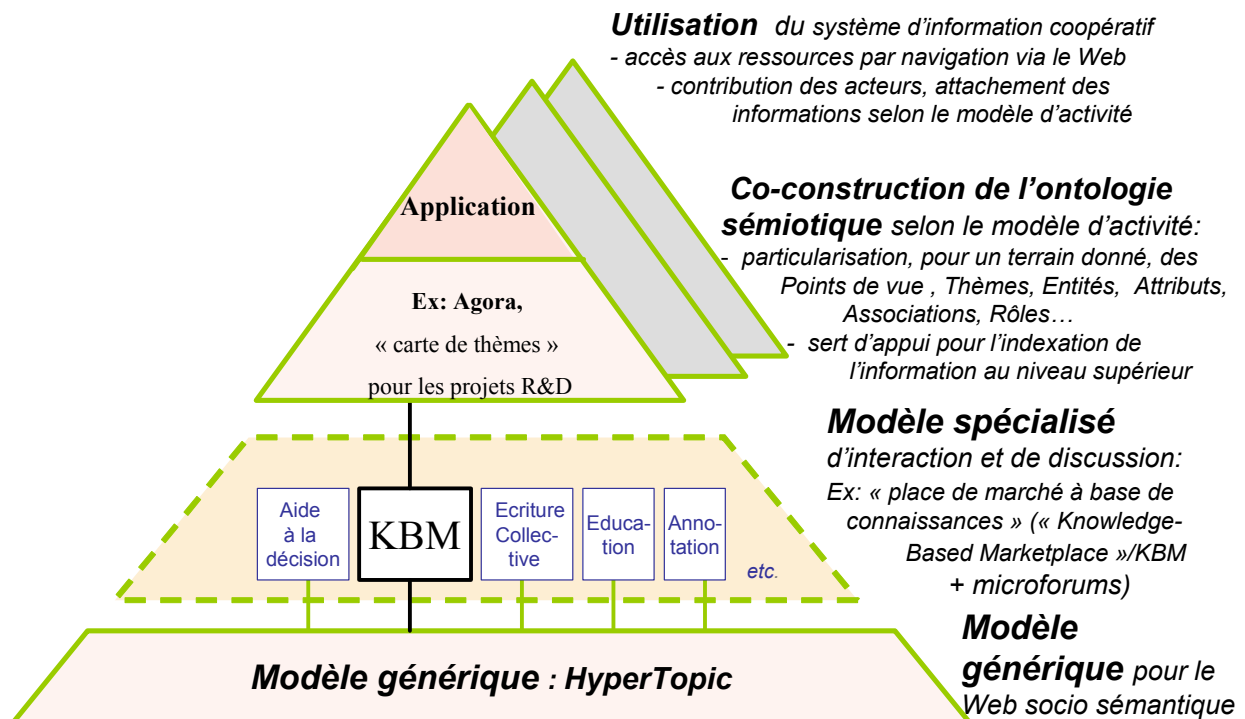 Utilisation du système d'information coopératif
- accès aux ressources par navigation via le Web
- contribution des acteurs, attachement des
informations selon le modèle d'activité
Application
Co-construction de l'ontologie
sémiotique selon le modèle d'activité:
- particularisation, pour un terrain donné, des
Points de vue , Thèmes, Entités, Attributs,
Associations, Rôles…
- sert d'appui pour l'indexation de
l'information au niveau supérieur
Ex: Agora,
« carte de thèmes »
pour les projets R&D
Modèle spécialisé
d'interaction et de discussion:
Ex: « place de marché à base de
connaissances » (« Knowledge-
Based Marketplace »/KBM
+ microforums)
Aide
à la
décision
KBM
Ecriture
Collec-
tive
Educa-
tion
Anno-
tation
etc.
Modèle
générique pour le
Web socio sémantique
Modèle générique : HyperTopic